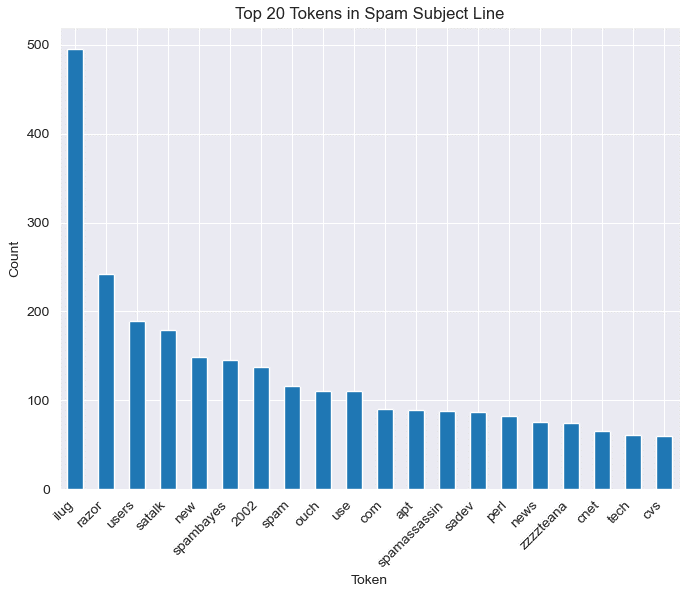 Top 20 Tokens in Spam Subject Line
500
400
300
200
100
0
Count
ilug
razor
users
satalk
new
spambayes
2002
spam
ouch
use
com
apt
spamassassin
sadev
perl
news
zzzzteana
cnet
tech
cvs
Token